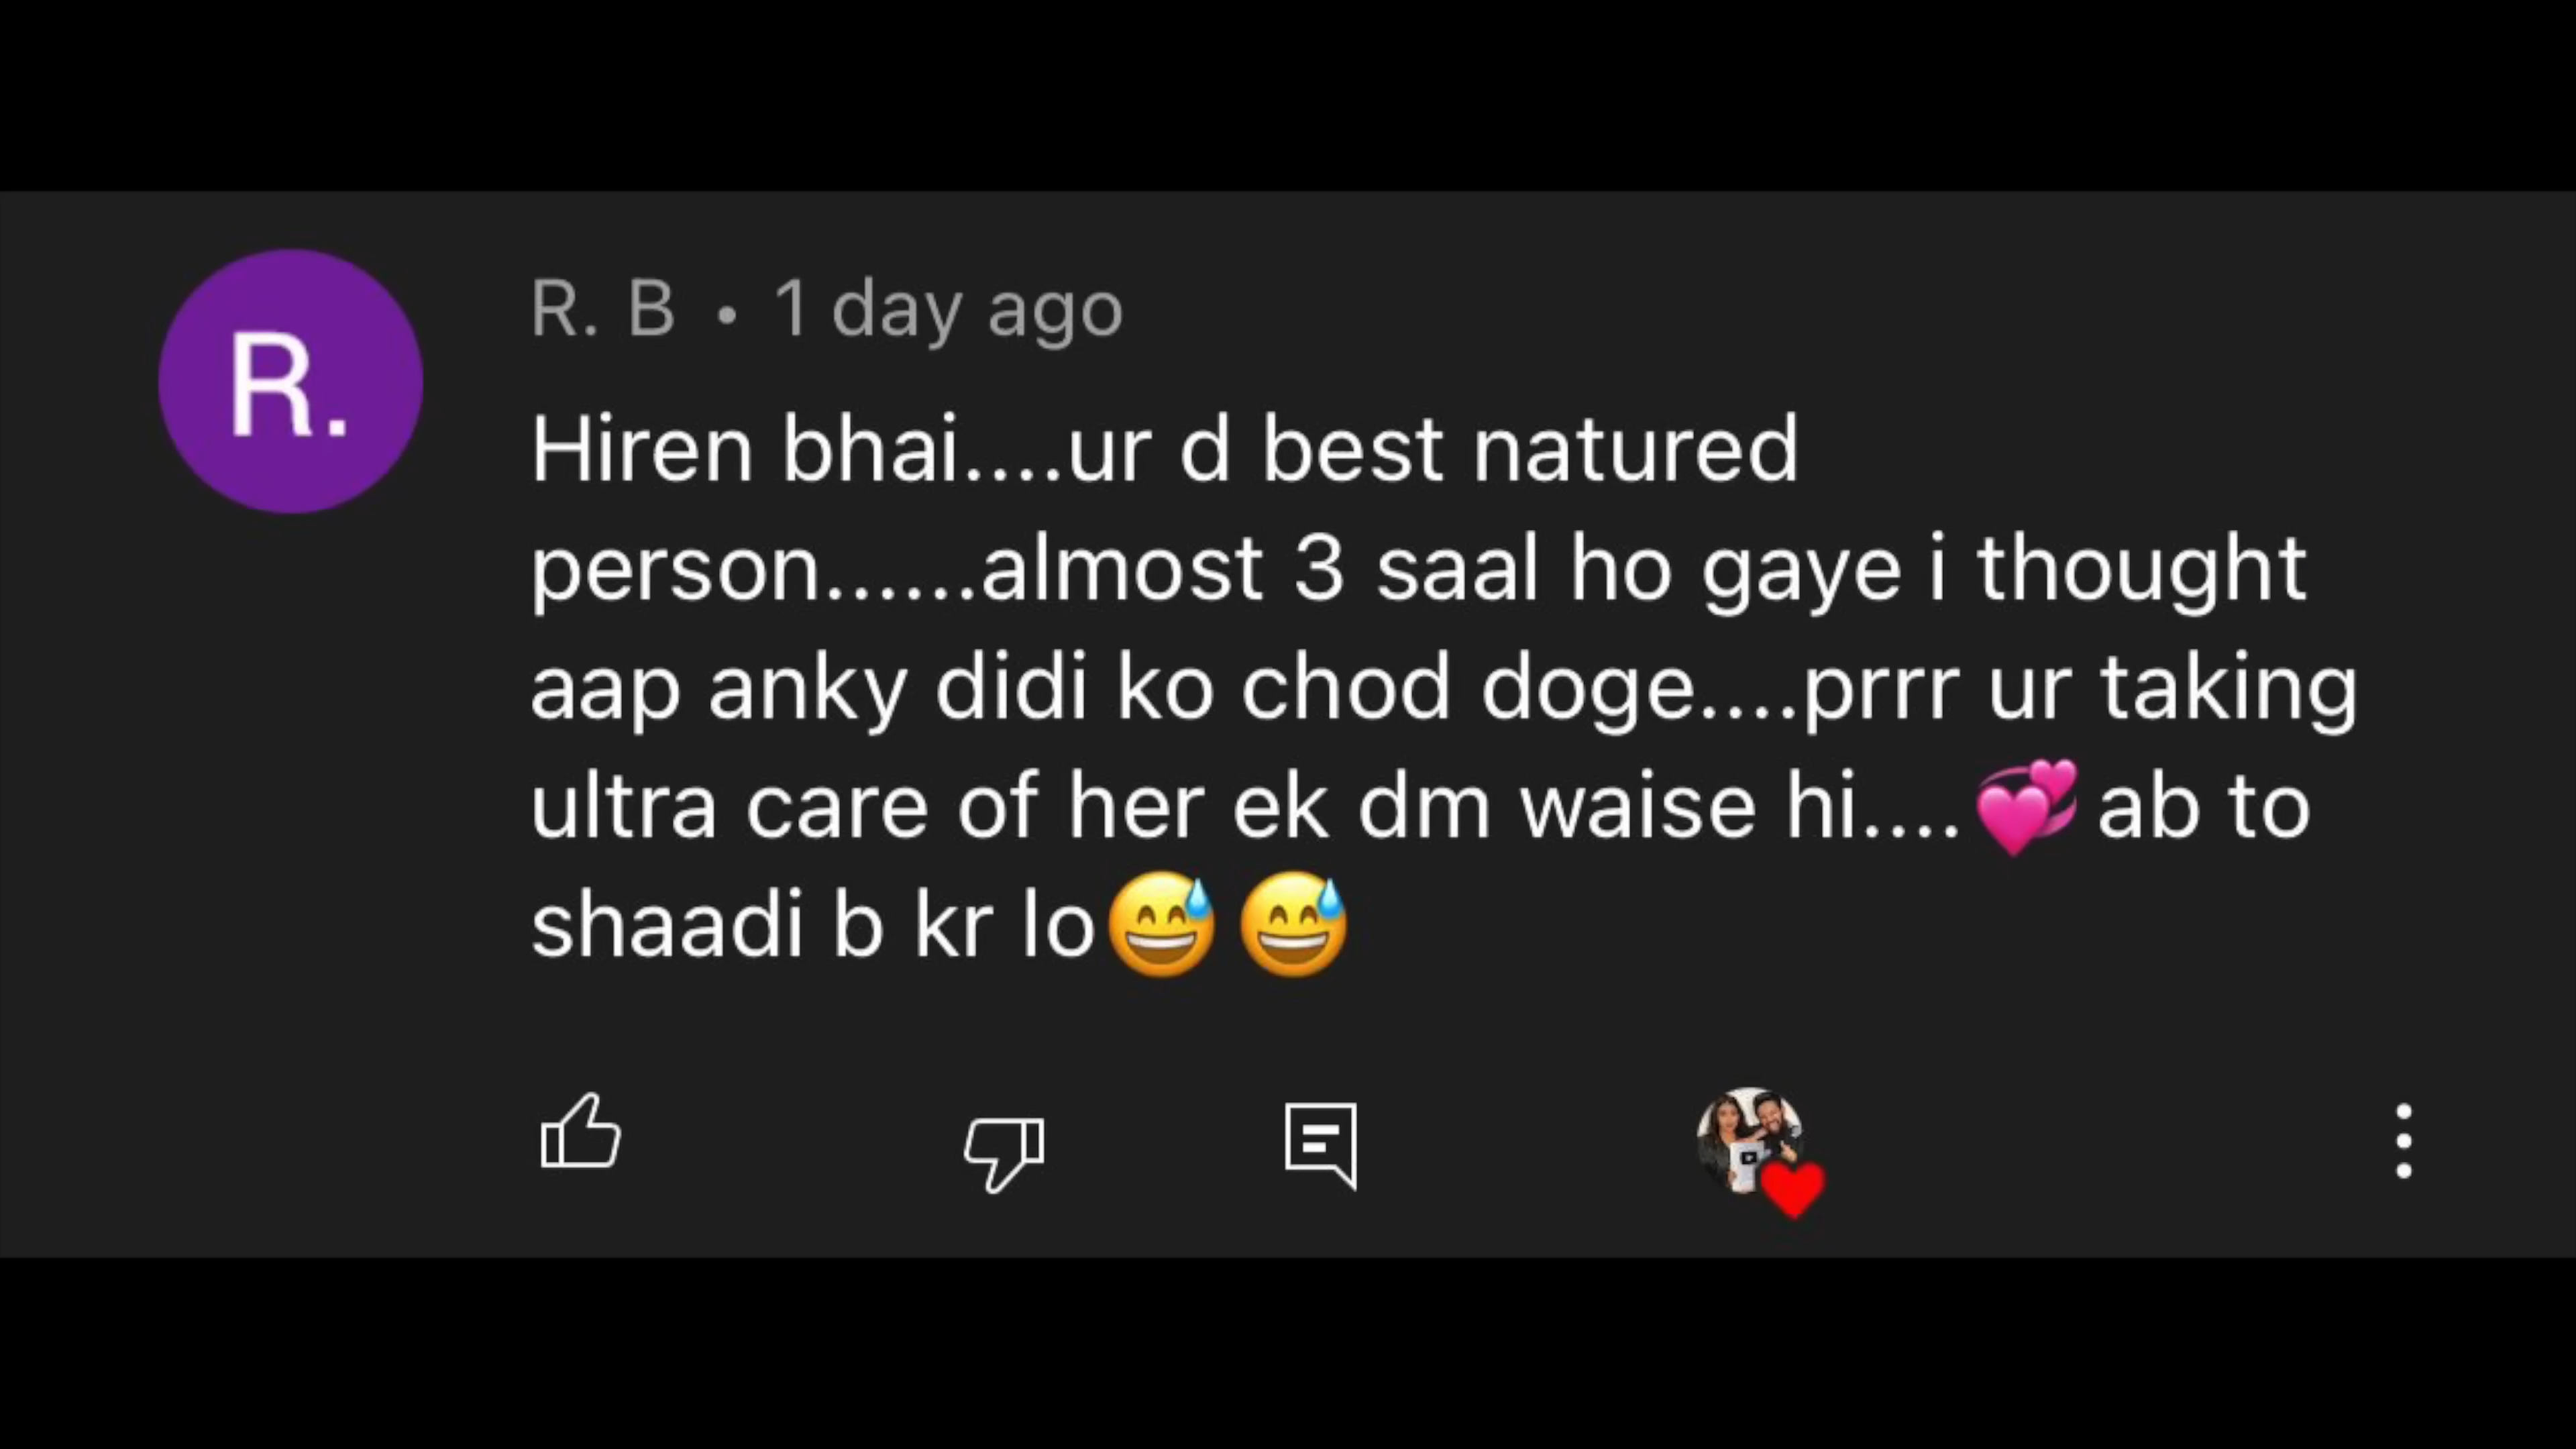 R.
R. B • 1 day ago
Hiren bhai....ur d best natured
person......almost 3 saal ho gaye i thought
aap anky didi ko chod doge....prrr ur taking
ultra care of her ek dm waise hi....💞 ab to
shaadi b kr lo😅😅